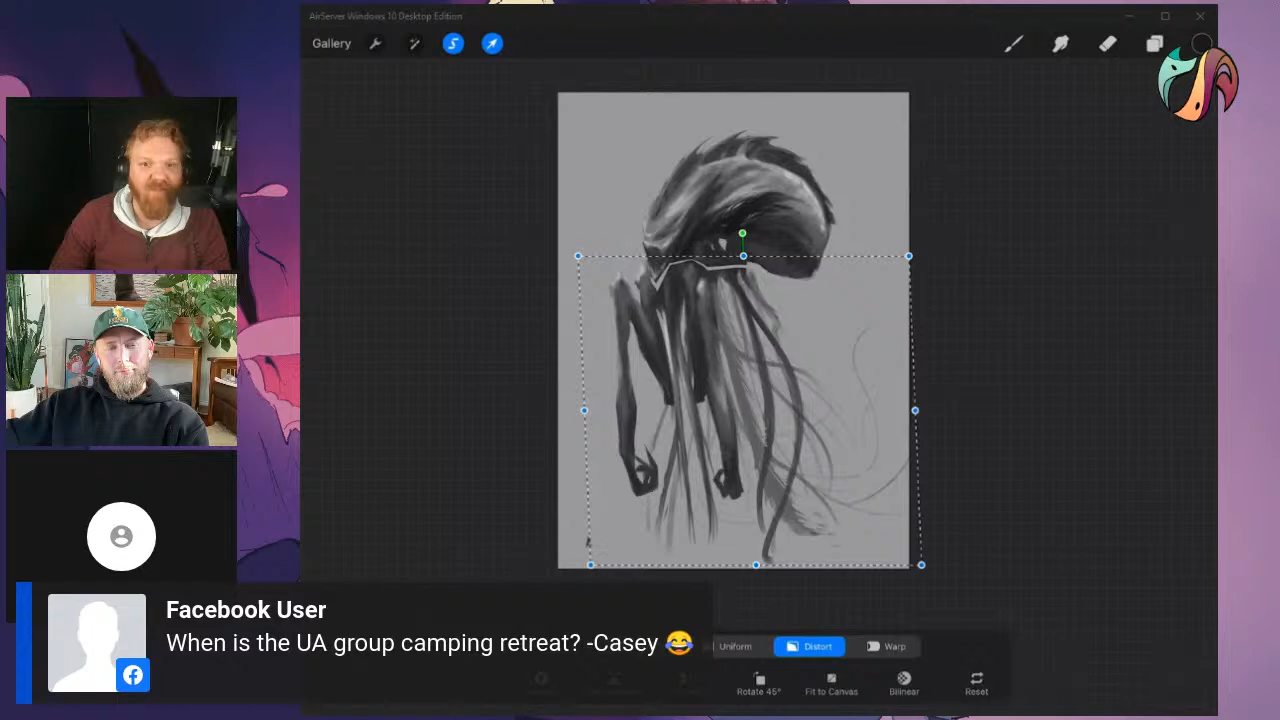 AirServer Windows 10 Desktop Edition
Gallery
Facebook User
When is the UA group camping retreat? -Casey 😂
Uniform
Distort
Warp
Rotate 45°
Fit to Canvas
Bilinear
Reset